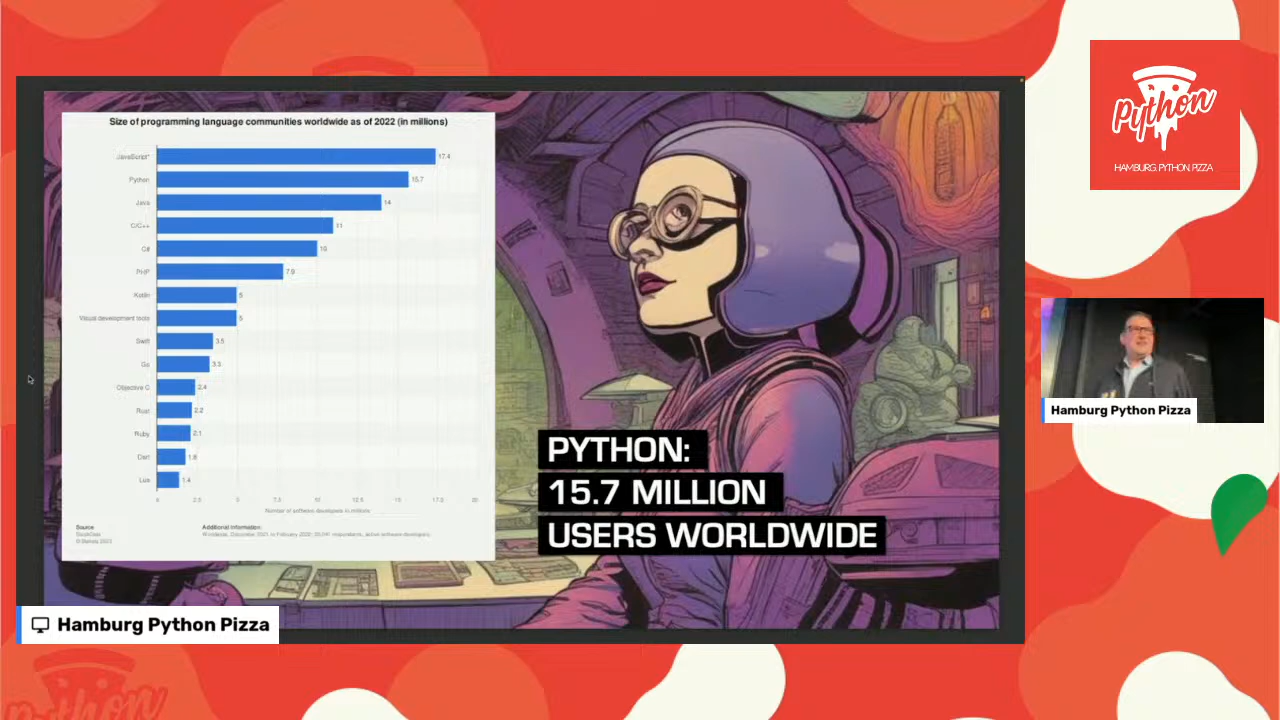 Size of programming language communities worldwide as of 2022 (in millions)
JavaScript* 17.4
Python 15.7
Java 14
C/C++ 11
C# 10
PHP 7.9
Kotlin 5
Visual development tools 5
Swift 3.5
Go 3.3
Objective C 2.4
Rust 2.2
Ruby 2.1
Dart 1.8
Lua 1.4
0 2.5 5 7.5 10 12.5 15 17.5 20
Number of software developers in millions
Source
Additional Information:
© Statista 2023
PYTHON:
15.7 MILLION
USERS WORLDWIDE
Hamburg Python Pizza
Python
HAMBURG.PYTHON.PIZZA
Hamburg Python Pizza
Python